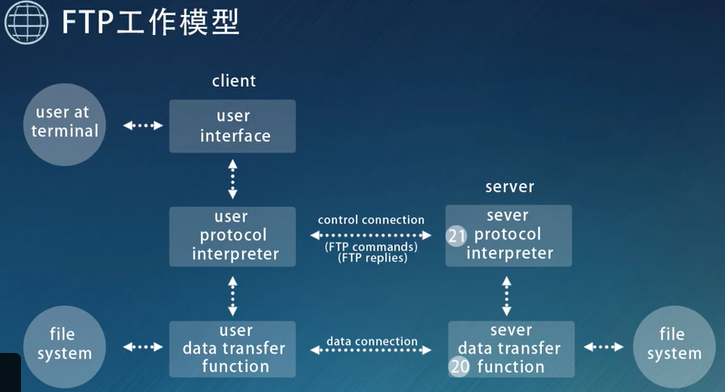 FTP工作模型
client
user at
terminal
user
interface
server
user
protocol
interpreter
control connection
(FTP commands)
(FTP replies)
sever
21 protocol
interpreter
file
system
user
data transfer
function
data connection
sever
data transfer
20 function
file
system